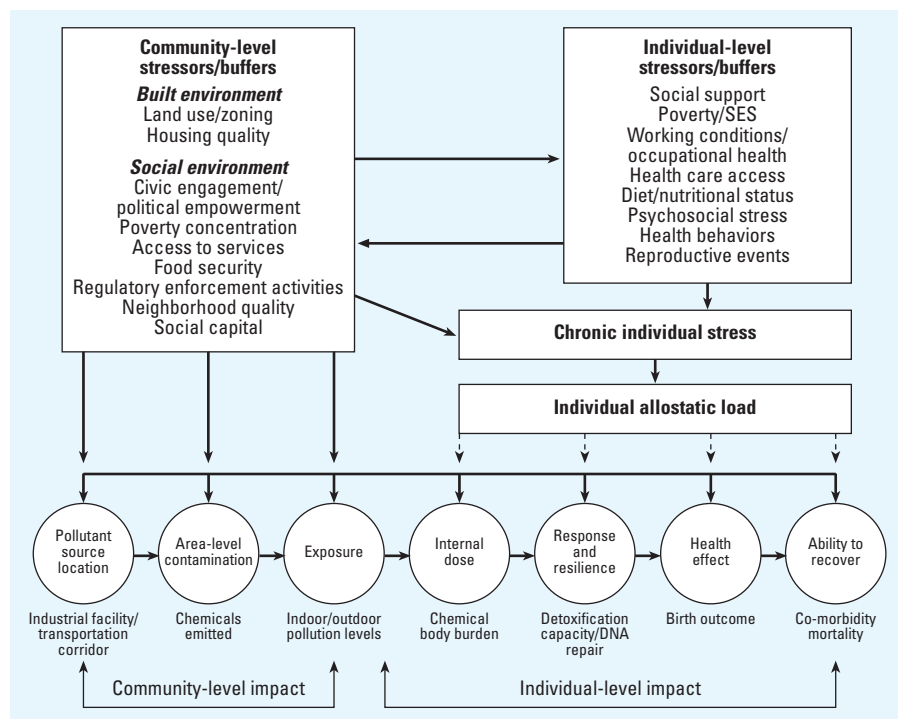 Community-level
stressors/buffers
Built environment
Land use/zoning
Housing quality
Social environment
Civic engagement/
political empowerment
Poverty concentration
Access to services
Food security
Regulatory enforcement activities
Neighborhood quality
Social capital
Individual-level
stressors/buffers
Social support
Poverty/SES
Working conditions/
occupational health
Health care access
Diet/nutritional status
Psychosocial stress
Health behaviors
Reproductive events
Chronic individual stress
Individual allostatic load
Pollutant
source
location
Area-level
contamination
Exposure
Internal
dose
Response
and
resilience
Health
effect
Ability to
recover
Industrial facility/
transportation
corridor
Chemicals
emitted
Indoor/outdoor
pollution levels
Chemical
body burden
Detoxification
capacity/DNA
repair
Birth outcome
Co-morbidity
mortality
Community-level impact
Individual-level impact